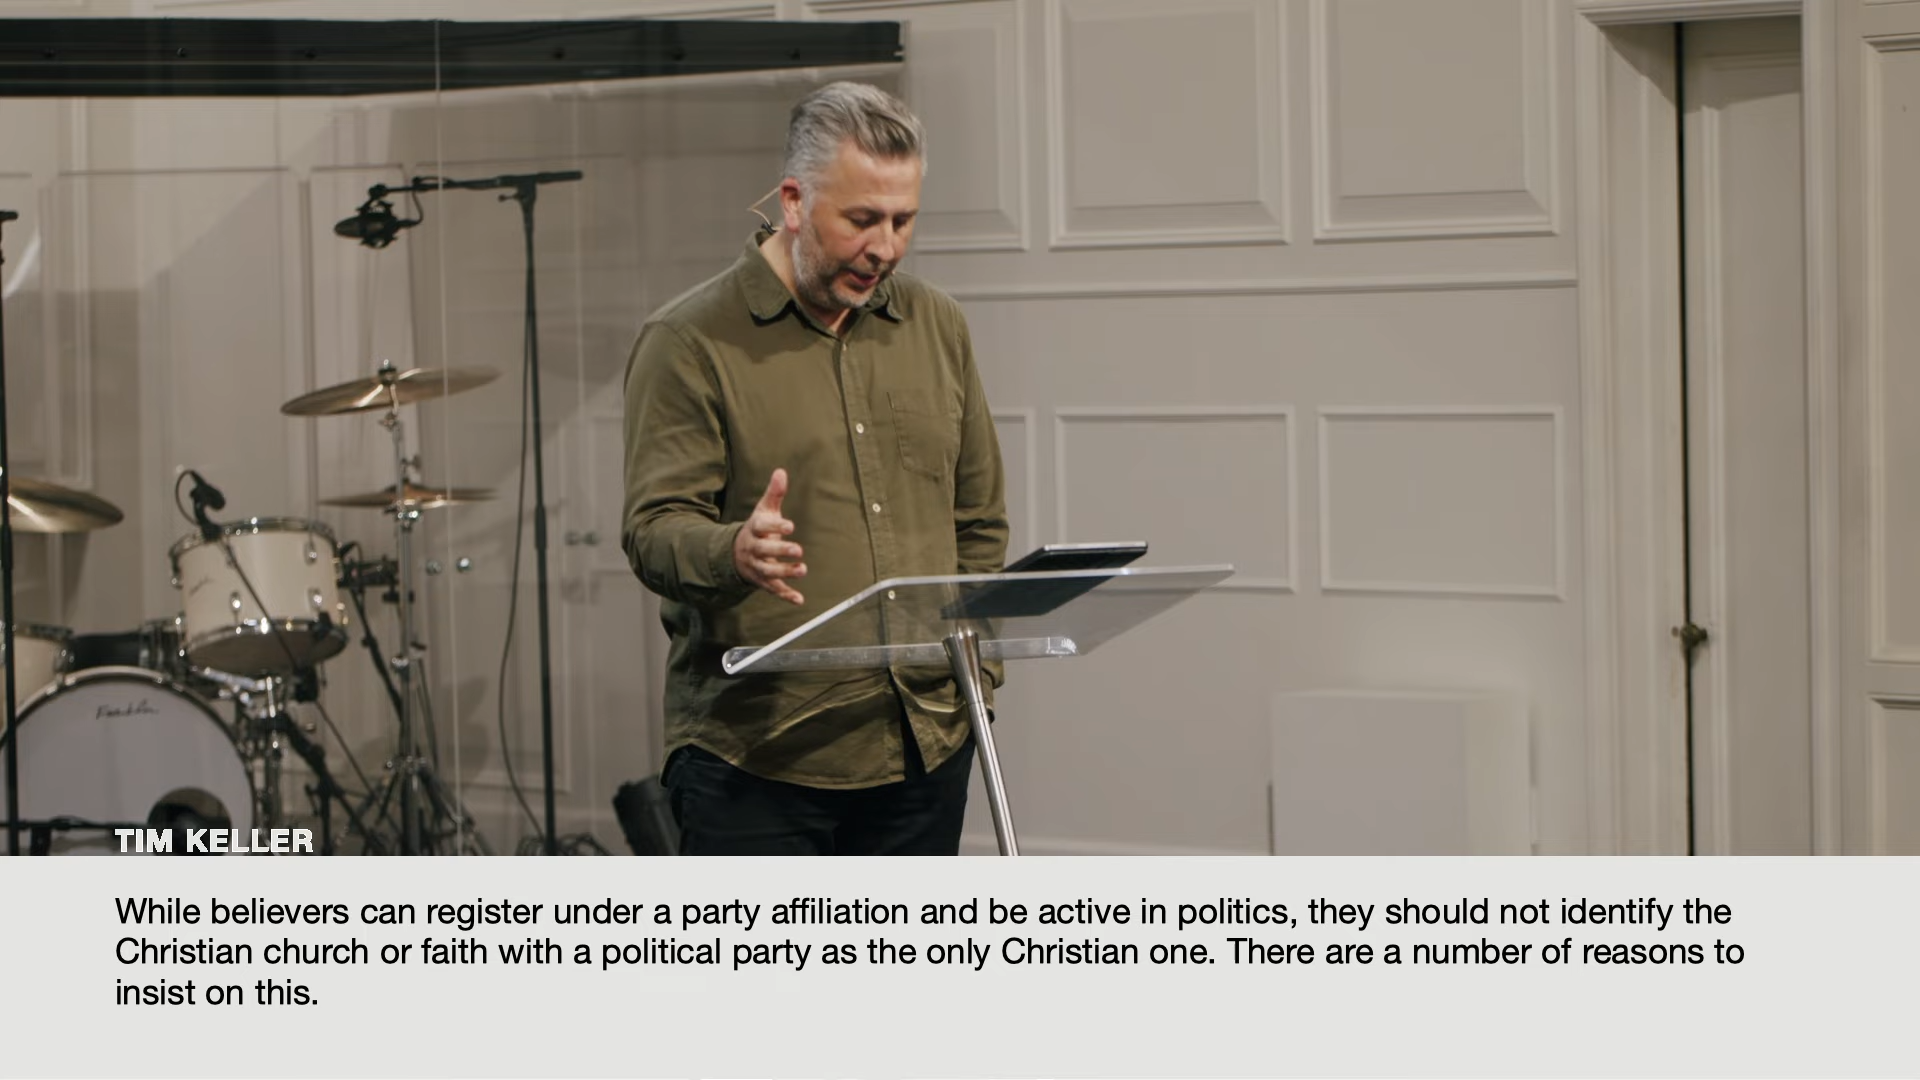 TIM KELLER
While believers can register under a party affiliation and be active in politics, they should not identify the
Christian church or faith with a political party as the only Christian one. There are a number of reasons to
insist on this.